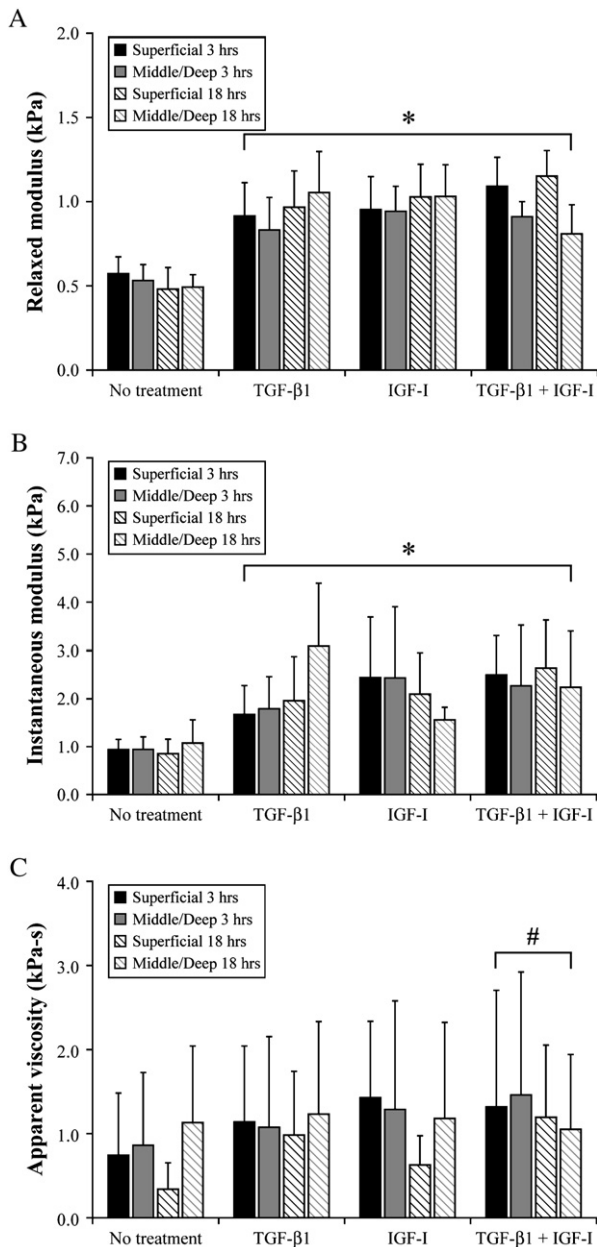 A
Relaxed modulus (kPa)
2.0
1.5
1.0
0.5
0.0
Superficial 3 hrs
Middle/Deep 3 hrs
Superficial 18 hrs
Middle/Deep 18 hrs
*
No treatment TGF-β1 IGF-I TGF-β1 + IGF-I
B
Instantaneous modulus (kPa)
7.0
6.0
5.0
4.0
3.0
2.0
1.0
0.0
Superficial 3 hrs
Middle/Deep 3 hrs
Superficial 18 hrs
Middle/Deep 18 hrs
*
No treatment TGF-β1 IGF-I TGF-β1 + IGF-I
C
Apparent viscosity (kPa-s)
4.0
3.0
2.0
1.0
0.0
Superficial 3 hrs
Middle/Deep 3 hrs
Superficial 18 hrs
Middle/Deep 18 hrs
#
No treatment TGF-β1 IGF-I TGF-β1 + IGF-I